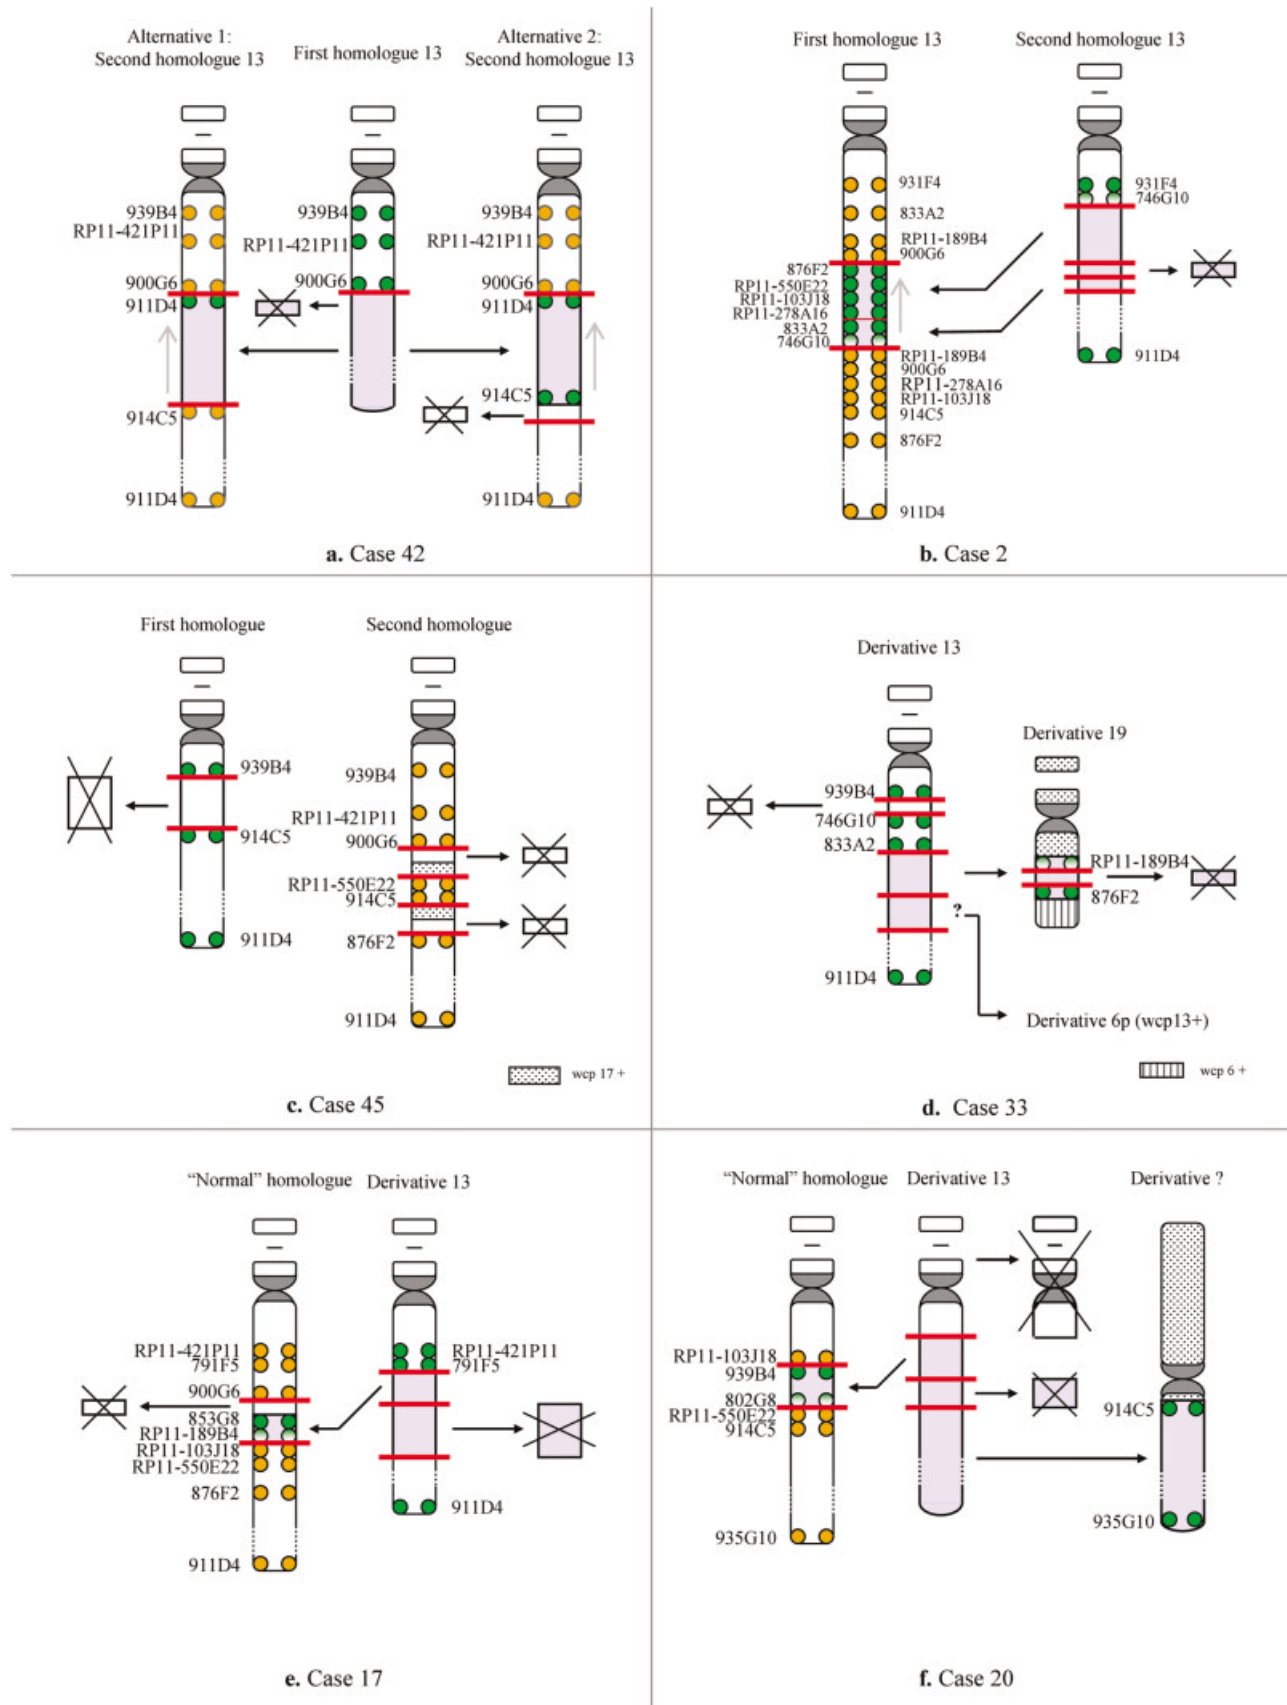 Alternative 1:
Second homologue 13
First homologue 13
Alternative 2:
Second homologue 13
939B4
RP11-421P11
900G6
911D4
914C5
911D4
939B4
RP11-421P11
900G6
939B4
RP11-421P11
900G6
911D4
914C5
911D4
a. Case 42
First homologue 13
Second homologue 13
931F4
833A2
RP11-189B4
900G6
876F2
RP11-550E22
RP11-103J18
RP11-278A16
833A2
746G10
RP11-189B4
900G6
RP11-278A16
RP11-103J18
914C5
876F2
911D4
931F4
746G10
911D4
b. Case 2
First homologue
Second homologue
939B4
914C5
911D4
939B4
RP11-421P11
900G6
RP11-550E22
914C5
876F2
911D4
wcp 17 +
c. Case 45
Derivative 13
Derivative 19
939B4
746G10
833A2
911D4
RP11-189B4
876F2
?
Derivative 6p (wcp13+)
wcp 6 +
d. Case 33
“Normal” homologue
Derivative 13
RP11-421P11
791F5
900G6
853G8
RP11-189B4
RP11-103J18
RP11-550E22
876F2
911D4
RP11-421P11
791F5
911D4
e. Case 17
“Normal” homologue
Derivative 13
Derivative ?
RP11-103J18
939B4
802G8
RP11-550E22
914C5
935G10
914C5
935G10
f. Case 20